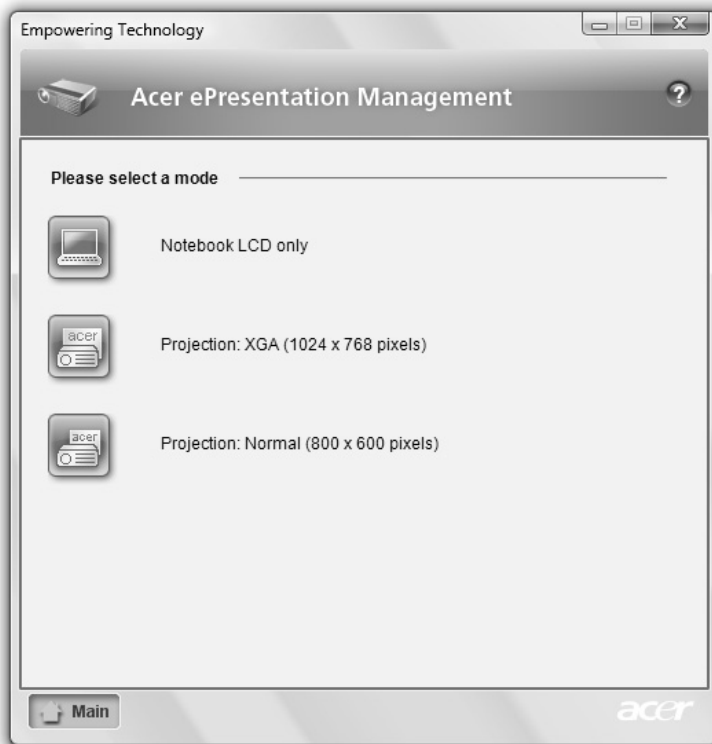 Empowering Technology
Acer ePresentation Management
?
Please select a mode
Notebook LCD only
acer
Projection: XGA (1024 x 768 pixels)
acer
Projection: Normal (800 x 600 pixels)
Main
acer